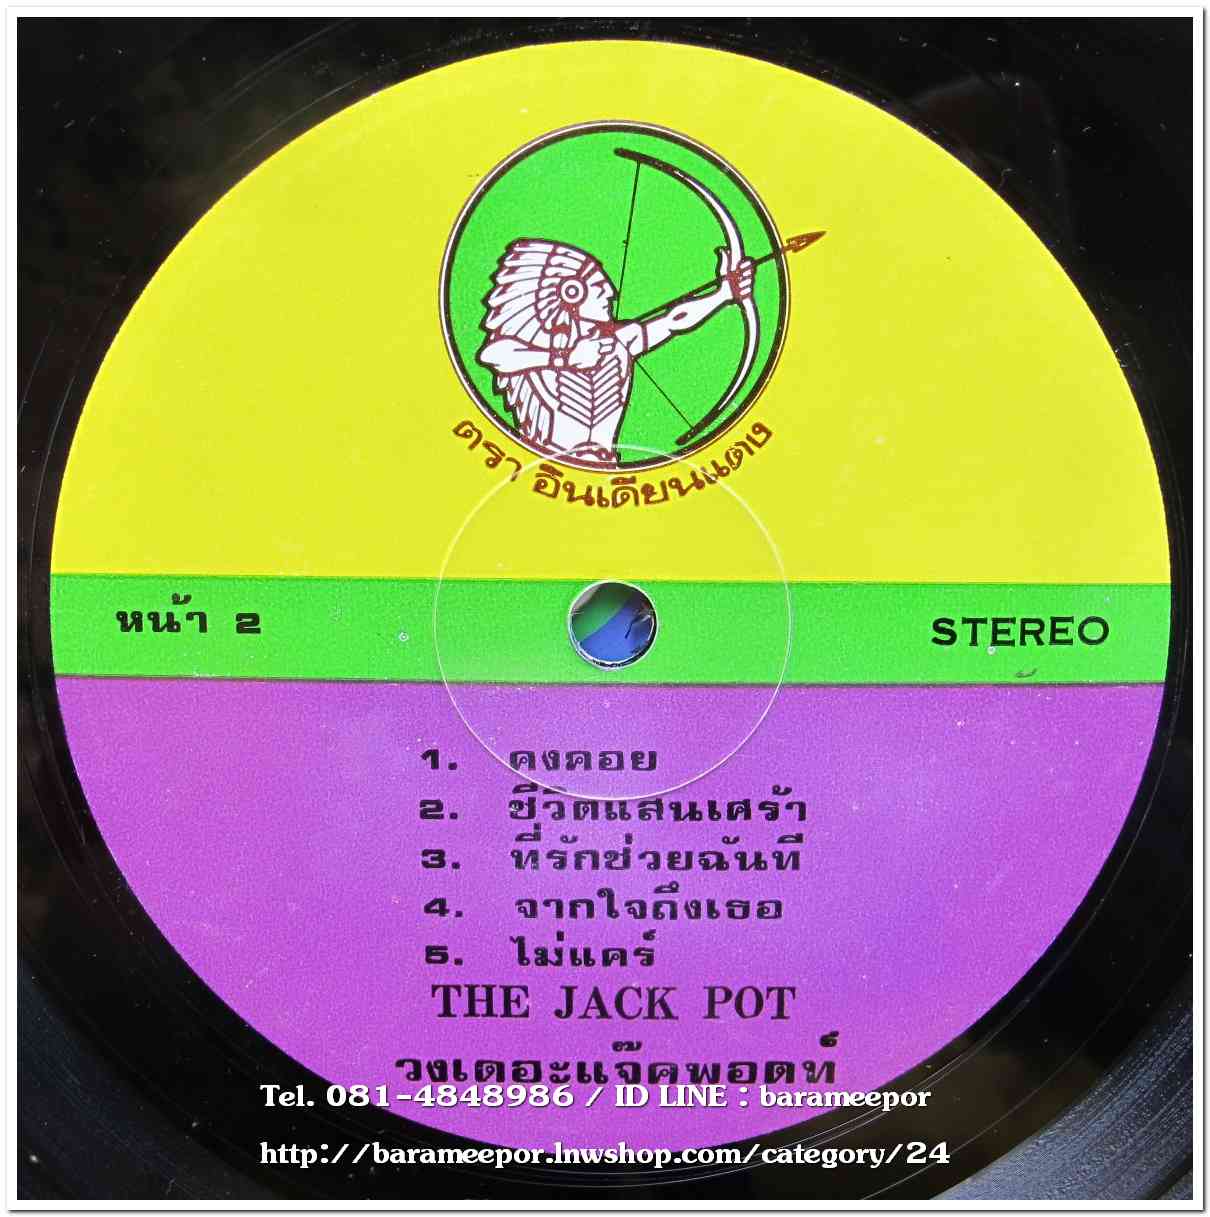 ตรา อินเดียนแดง
หน้า 2
STEREO
1. คงคอย
2. ชีวิตแสนเศร้า
3. ที่รักช่วยฉันที
4. จากใจถึงเธอ
5. ไม่แคร์
THE JACK POT
วงเดอะแจ๊คพอตท์
Tel. 081-4848986 / ID LINE : barameepor
http://barameepor.lnwshop.com/category/24